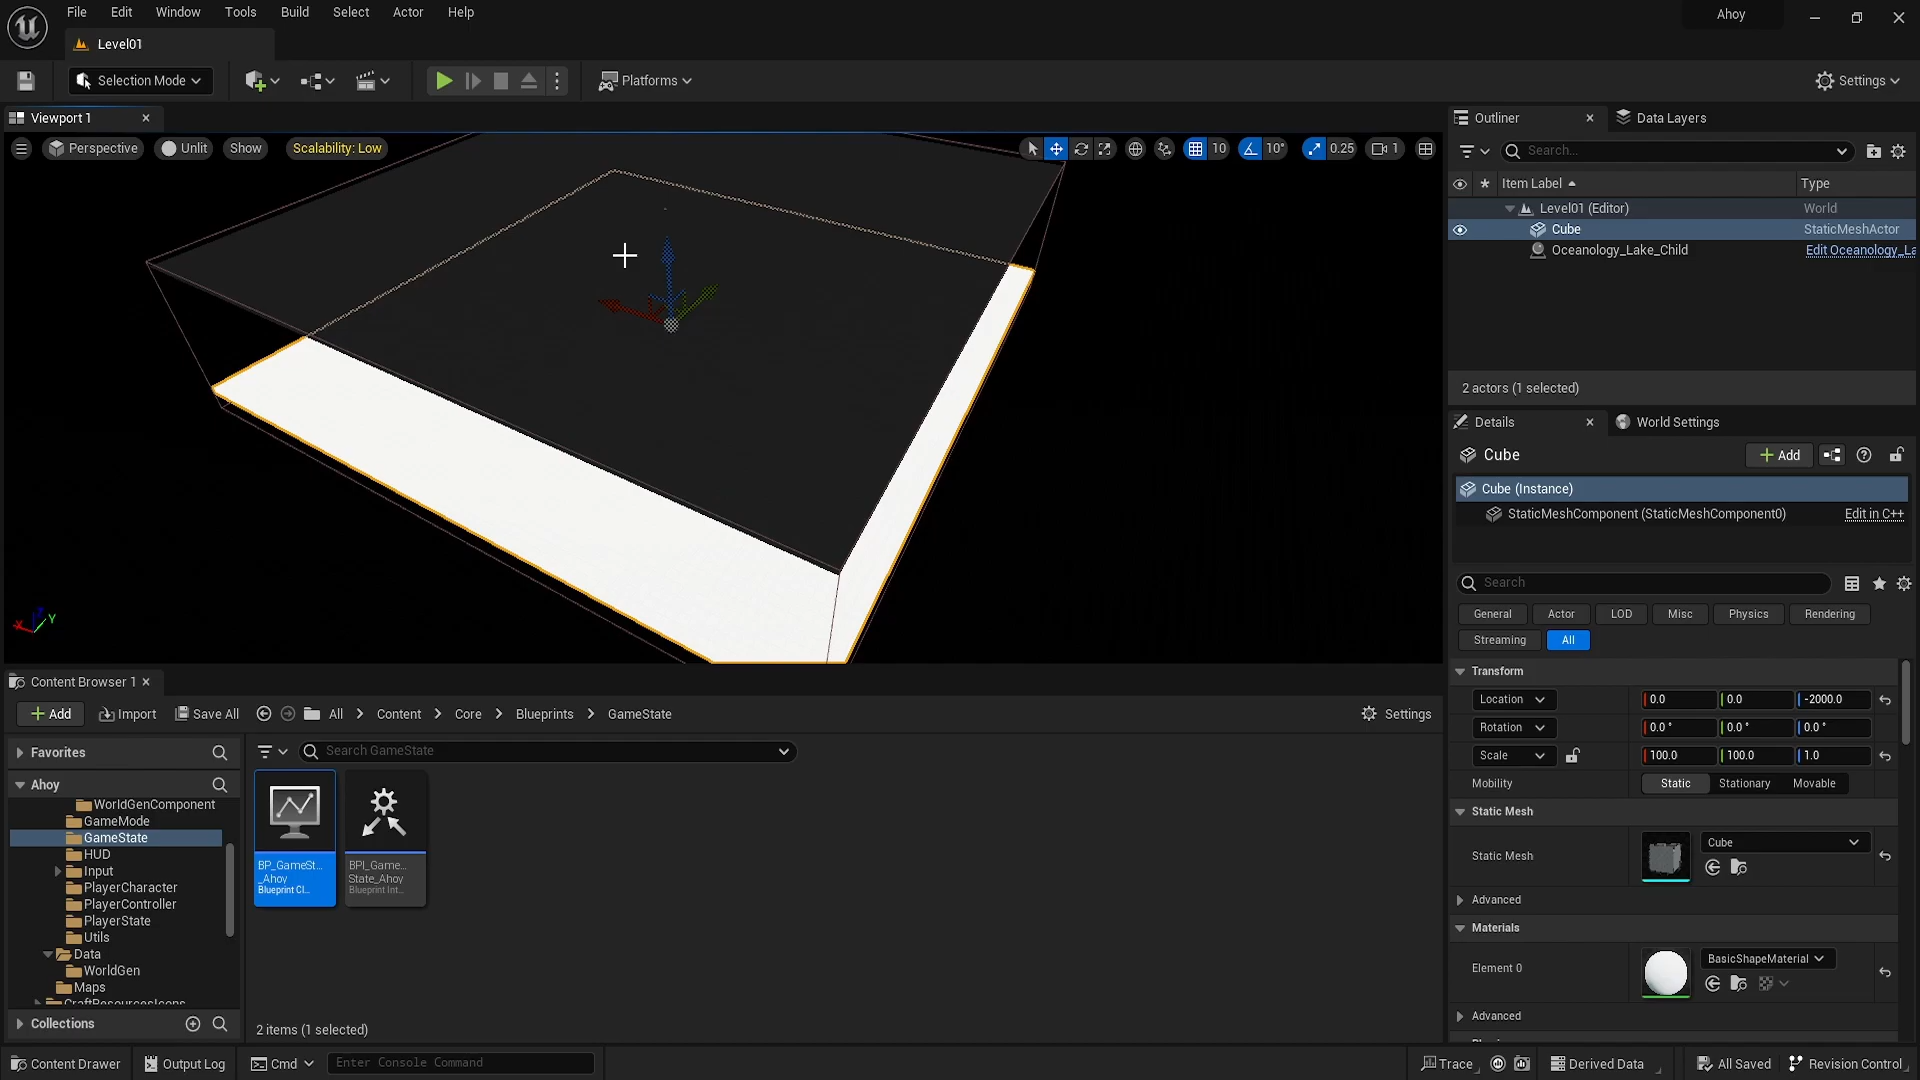 File Edit Window Tools Build Select Actor Help
Ahoy
Level01
Selection Mode
Platforms
Settings
Viewport 1
Perspective Unlit Show Scalability: Low
10 10° 0.25 1
X Y
Outliner Data Layers
Search...
Item Label Type
Level01 (Editor) World
Cube StaticMeshActor
Oceanology_Lake_Child Edit Oceanology_La
2 actors (1 selected)
Details World Settings
Cube Add
Cube (Instance)
StaticMeshComponent (StaticMeshComponent0) Edit in C++
Search
General Actor LOD Misc Physics Rendering
Streaming All
Transform
Location 0.0 0.0 -2000.0
Rotation 0.0 ° 0.0 ° 0.0 °
Scale 100.0 100.0 1.0
Mobility Static Stationary Movable
Static Mesh
Static Mesh Cube
Advanced
Materials
Element 0 BasicShapeMaterial
Advanced
Content Browser 1
Add Import Save All All Content Core Blueprints GameState Settings
Favorites
Search GameState
Ahoy
WorldGenComponent
GameMode
GameState
HUD
Input
PlayerCharacter
PlayerController
PlayerState
Utils
Data
WorldGen
Maps
CraftResourcesIcons
Collections
BP_GameSt...
_Ahoy
Blueprint Cl...
BPI_Game...
State_Ahoy
Blueprint Int...
2 items (1 selected)
Content Drawer Output Log Cmd Enter Console Command Trace Derived Data All Saved Revision Control